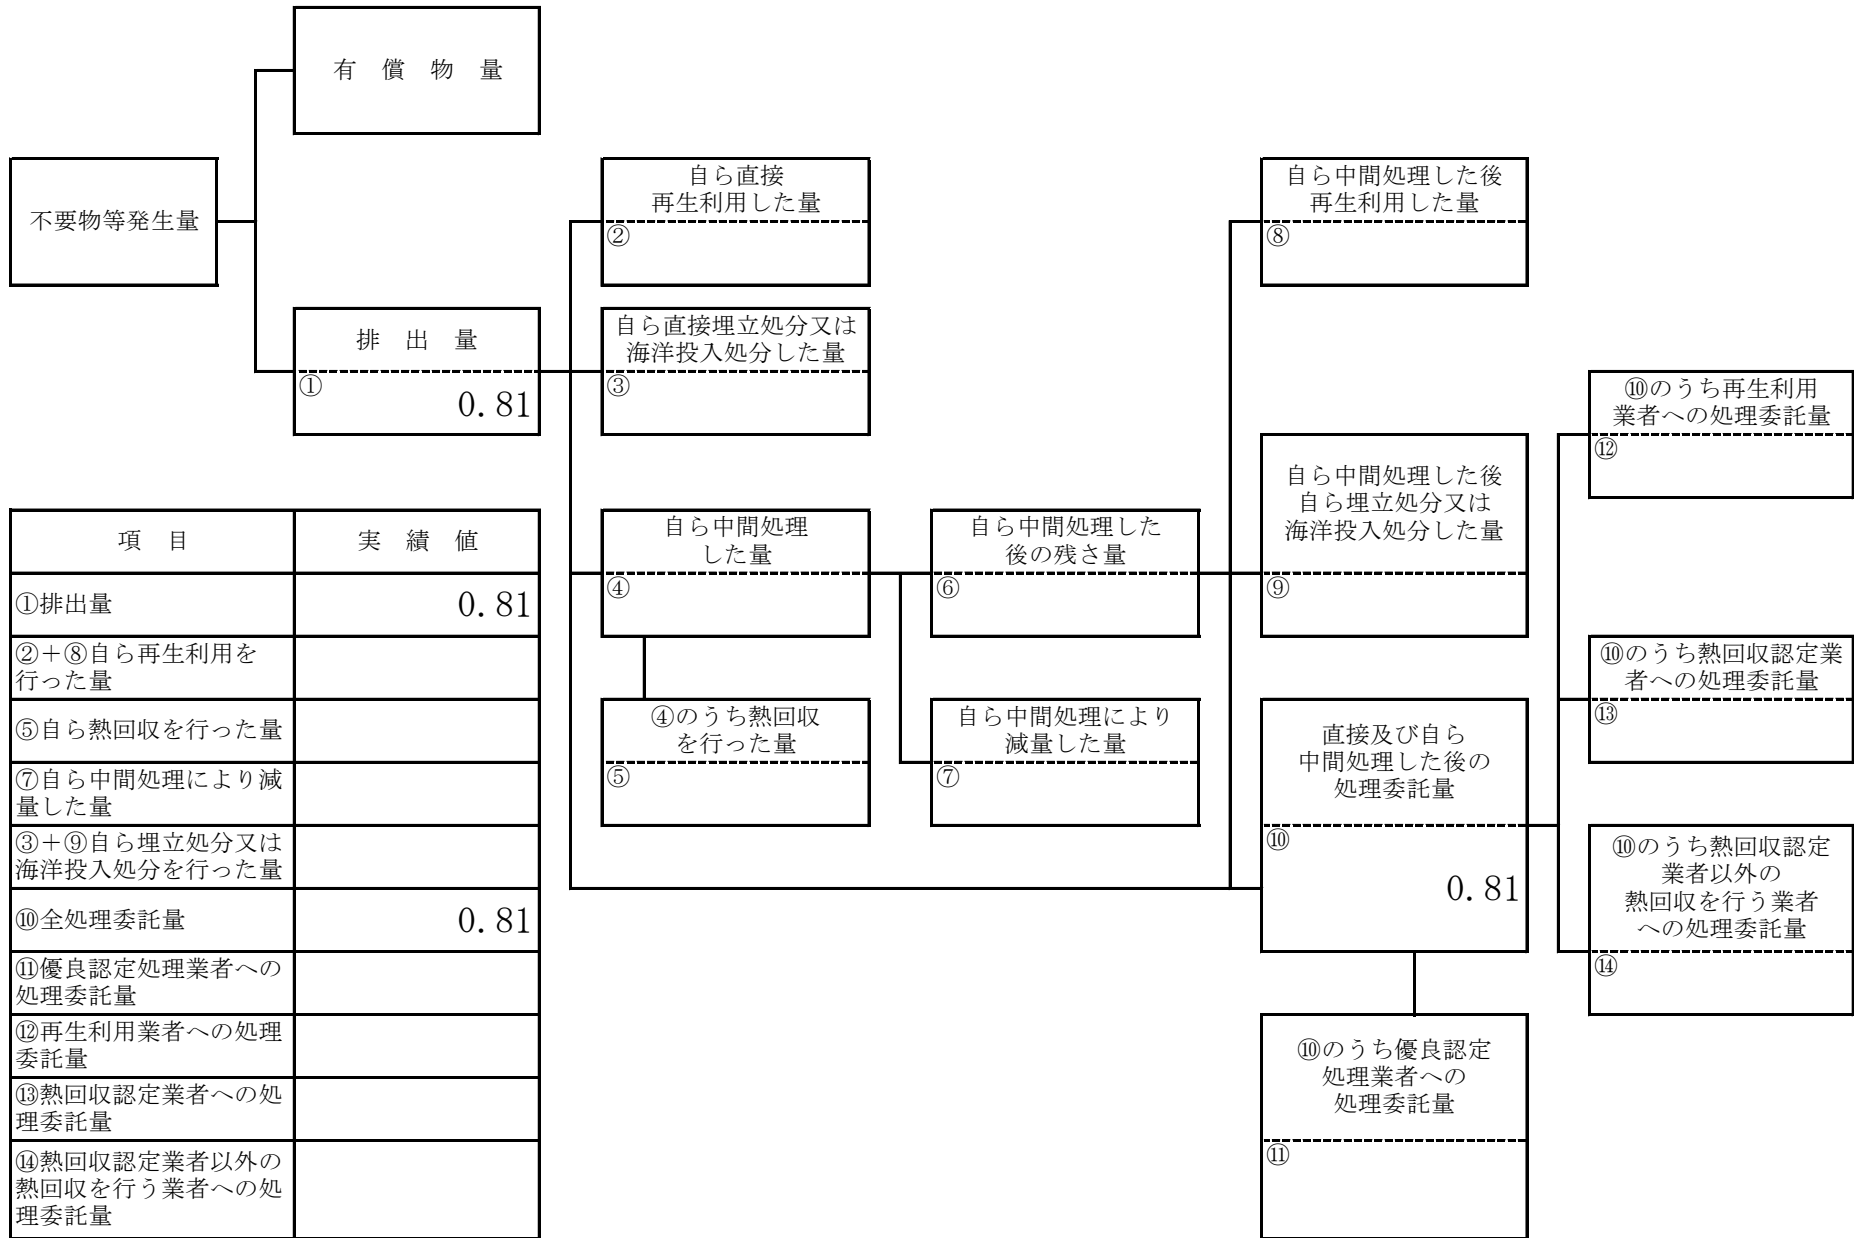 有　償　物　量
不要物等発生量
排　出　量
①
0.81
自ら直接
再生利用した量
②
自ら直接埋立処分又は
海洋投入処分した量
③
自ら中間処理
した量
④
④のうち熱回収
を行った量
⑤
自ら中間処理した
後の残さ量
⑥
自ら中間処理により
減量した量
⑦
自ら中間処理した後
再生利用した量
⑧
自ら中間処理した後
自ら埋立処分又は
海洋投入処分した量
⑨
直接及び自ら
中間処理した後の
処理委託量
⑩
0.81
⑩のうち優良認定
処理業者への
処理委託量
⑪
⑩のうち再生利用
業者への処理委託量
⑫
⑩のうち熱回収認定業
者への処理委託量
⑬
⑩のうち熱回収認定
業者以外の
熱回収を行う業者
への処理委託量
⑭
項　目　実　績　値
①排出量　0.81
②＋⑧自ら再生利用を
行った量
⑤自ら熱回収を行った量
⑦自ら中間処理により減
量した量
③＋⑨自ら埋立処分又は
海洋投入処分を行った量
⑩全処理委託量　0.81
⑪優良認定処理業者への
処理委託量
⑫再生利用業者への処理
委託量
⑬熱回収認定業者への処
理委託量
⑭熱回収認定業者以外の
熱回収を行う業者への処
理委託量